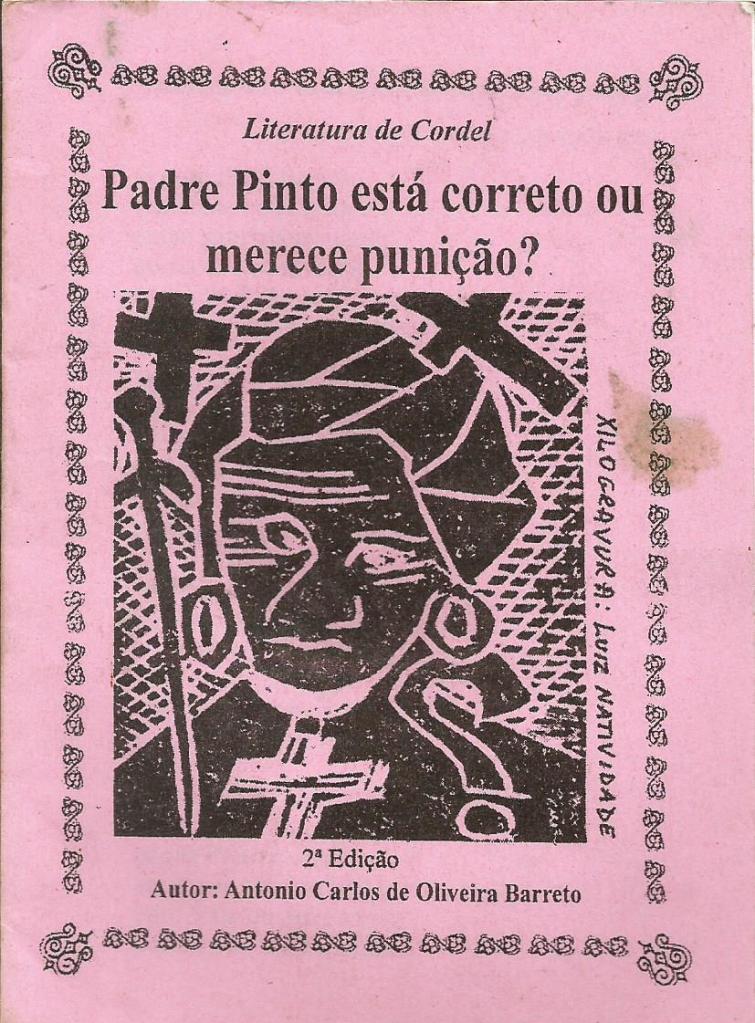 Literatura de Cordel
Padre Pinto está correto ou
merece punição?
XILOGRAVURA: LUIZ NATIVIDADE
2ª Edição
Autor: Antonio Carlos de Oliveira Barreto